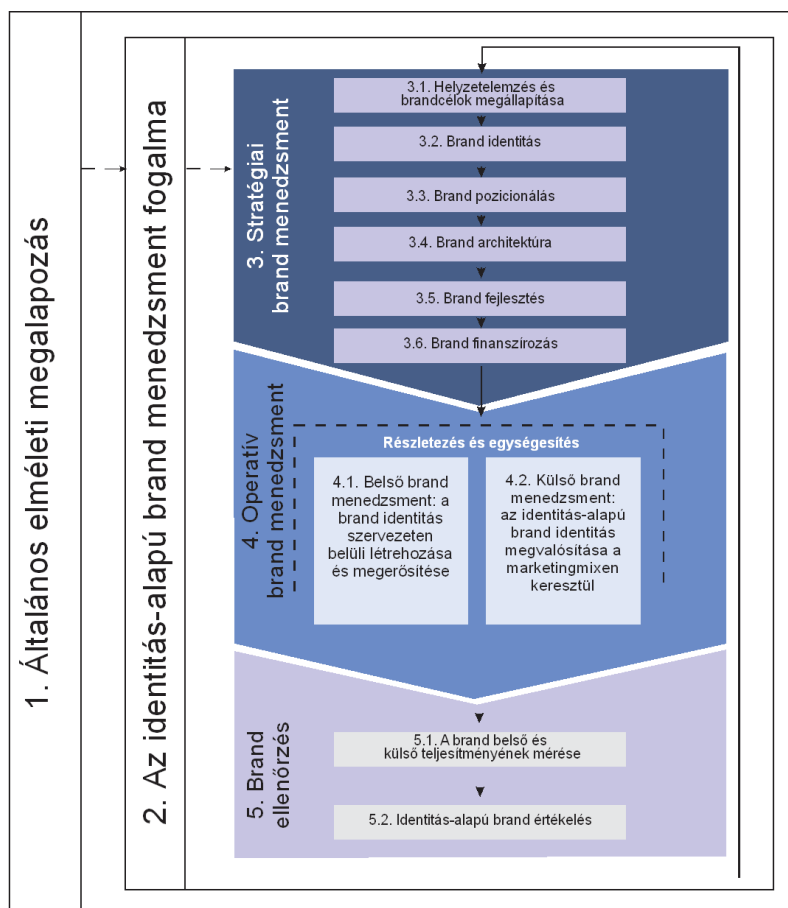 1. Általános elméleti megalapozás
2. Az identitás-alapú brand menedzsment fogalma
3. Stratégiai
brand menedzsment
3.1. Helyzetelemzés és
brandcélok megállapítása
3.2. Brand identitás
3.3. Brand pozicionálás
3.4. Brand architektúra
3.5. Brand fejlesztés
3.6. Brand finanszírozás
4. Operatív
brand menedzsment
Részletezés és egységesítés
4.1. Belső brand
menedzsment: a
brand identitás
szervezeten
belüli létrehozása
és megerősítése
4.2. Külső brand
menedzsment:
az identitás-alapú
brand identitás
megvalósítása a
marketingmixen
keresztül
5. Brand
ellenőrzés
5.1. A brand belső és
külső teljesítményének mérése
5.2. Identitás-alapú brand értékelés